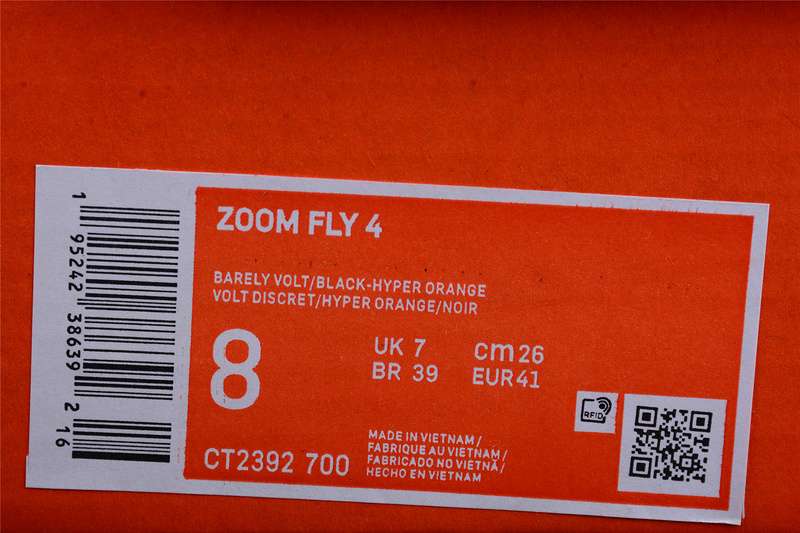 1
95242
38639
2
16
ZOOM FLY 4
BARELY VOLT/BLACK-HYPER ORANGE
VOLT DISCRET/HYPER ORANGE/NOIR
8
UK 7 cm 26
BR 39 EUR 41
CT2392 700
MADE IN VIETNAM/
FABRIQUE AU VIETNAM/
FABRICADO NO VIETNÃ/
HECHO EN VIETNAM
RFID